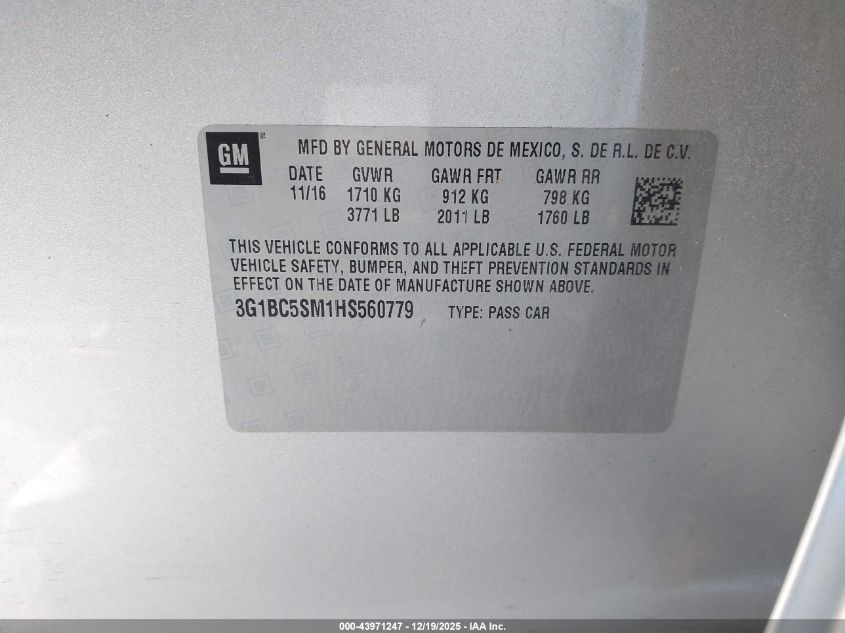 GM ®
MFD BY GENERAL MOTORS DE MEXICO, S. DE R.L. DE C.V.
DATE GVWR GAWR FRT GAWR RR
11/16 1710 KG 912 KG 798 KG
3771 LB 2011 LB 1760 LB
THIS VEHICLE CONFORMS TO ALL APPLICABLE U.S. FEDERAL MOTOR
VEHICLE SAFETY, BUMPER, AND THEFT PREVENTION STANDARDS IN
EFFECT ON THE DATE OF MANUFACTURE SHOWN ABOVE.
3G1BC5SM1HS560779 TYPE: PASS CAR
000-43971247 - 12/19/2025 - IAA Inc.